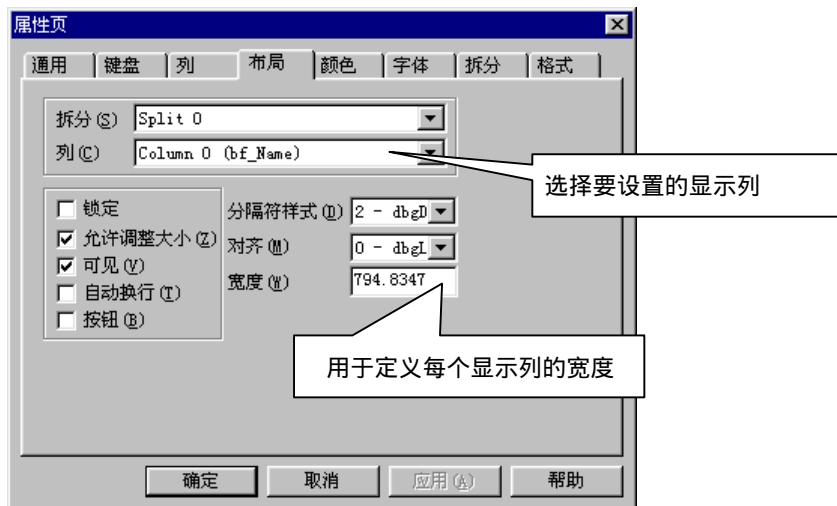 属性页
通用 键盘 列 布局 颜色 字体 拆分 格式
拆分(S) Split 0
列(C) Column 0 (bf_Name)
选择要设置的显示列
锁定
允许调整大小(Z)
可见(V)
自动换行(T)
按钮(B)
分隔符样式(D) 2 - dbgD
对齐(M) 0 - dbgL
宽度(W) 794.8347
用于定义每个显示列的宽度
确定 取消 应用(A) 帮助